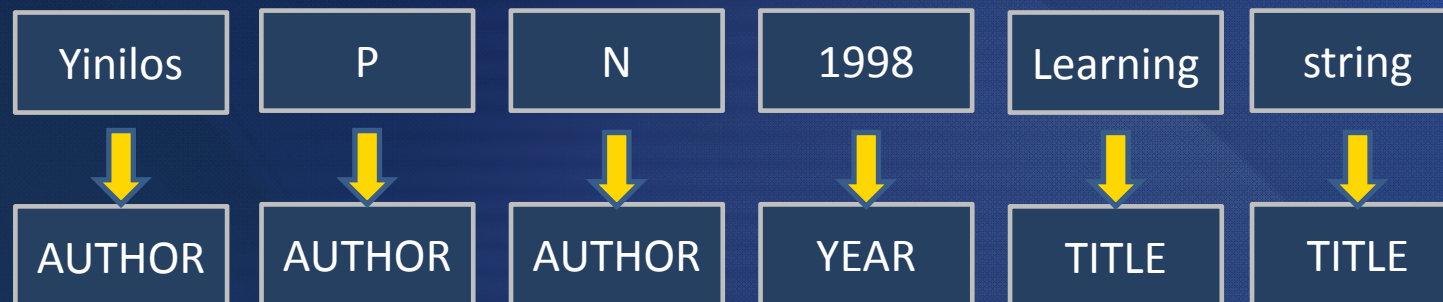 Yinilos P N 1998 Learning string
AUTHOR AUTHOR AUTHOR YEAR TITLE TITLE